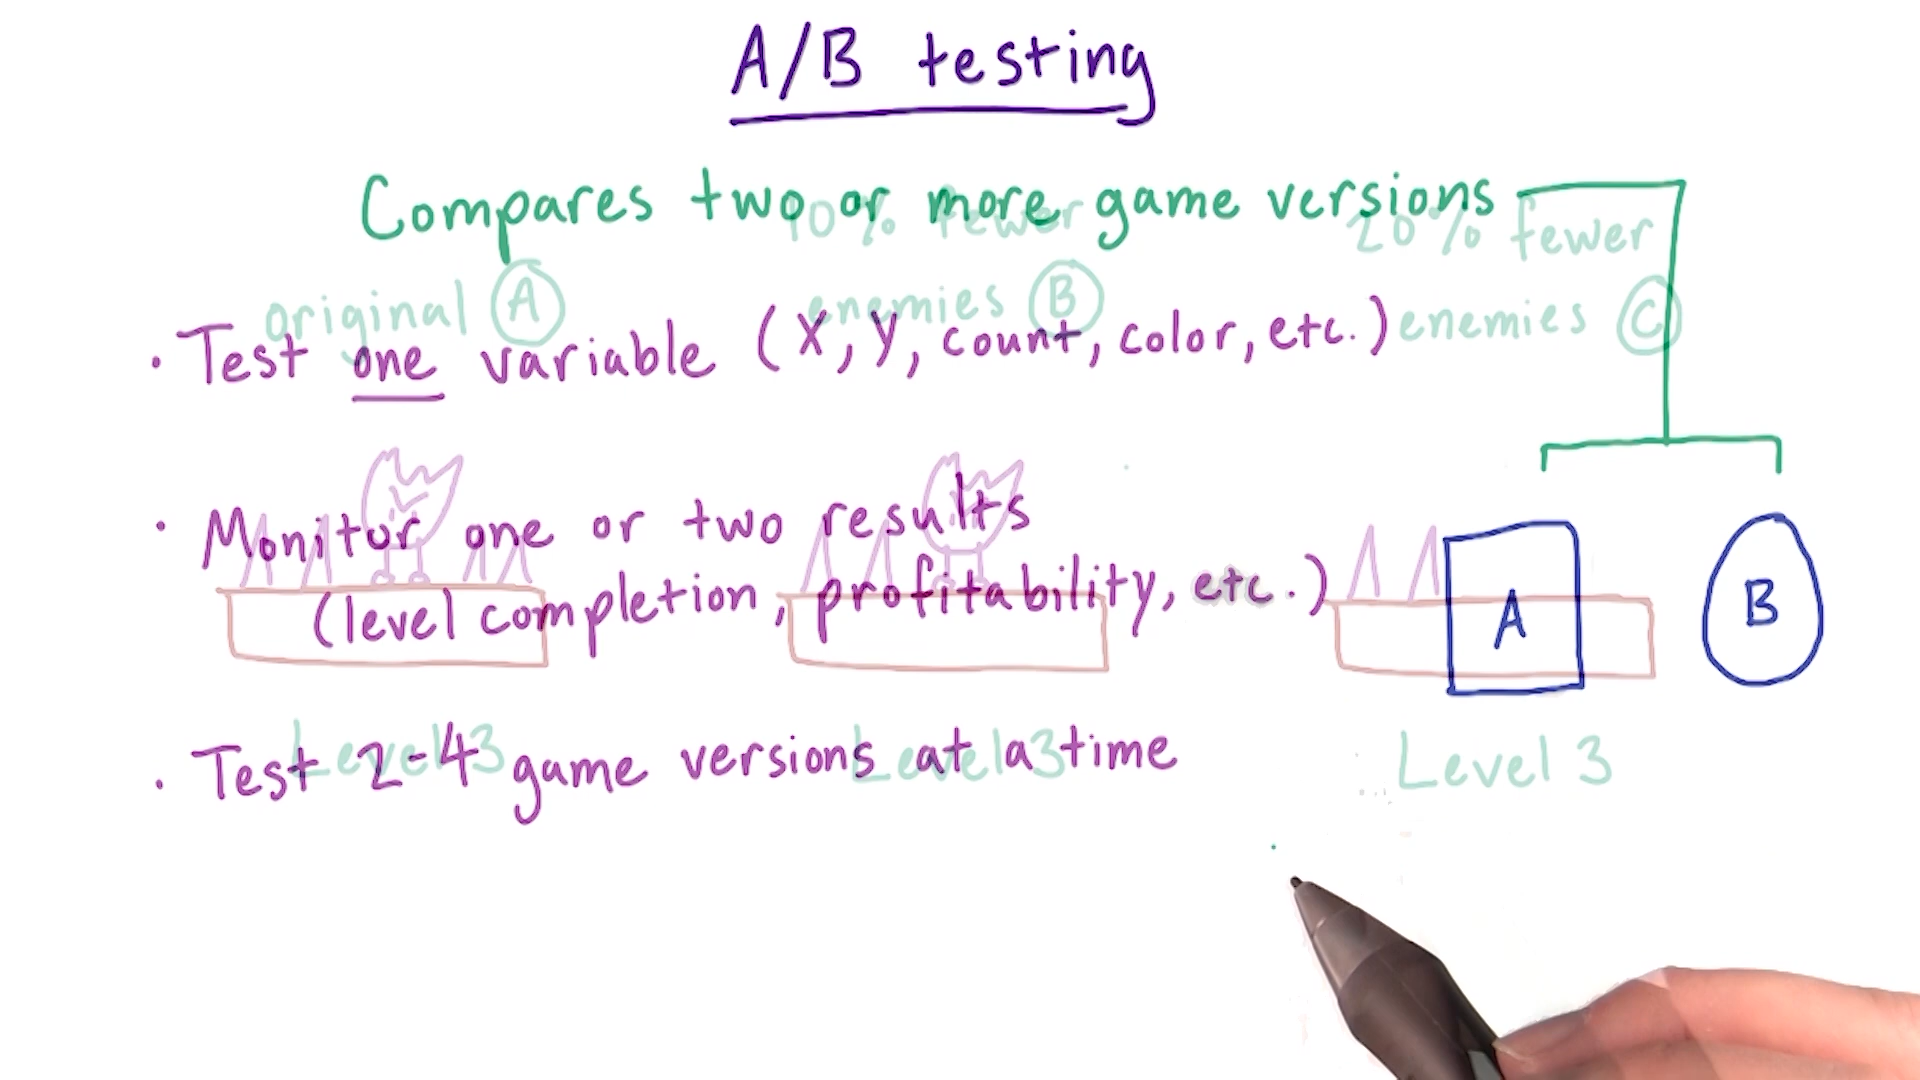 A/B testing
Compares two or more game versions
10% fewer
20% fewer
original A
enemies B
enemies C
· Test one variable (X, Y, count, color, etc.)
· Monitor one or two results
(level completion, profitability, etc.)
A
B
· Test 2-4 game versions at a time
Level 3
Level 3
Level 3